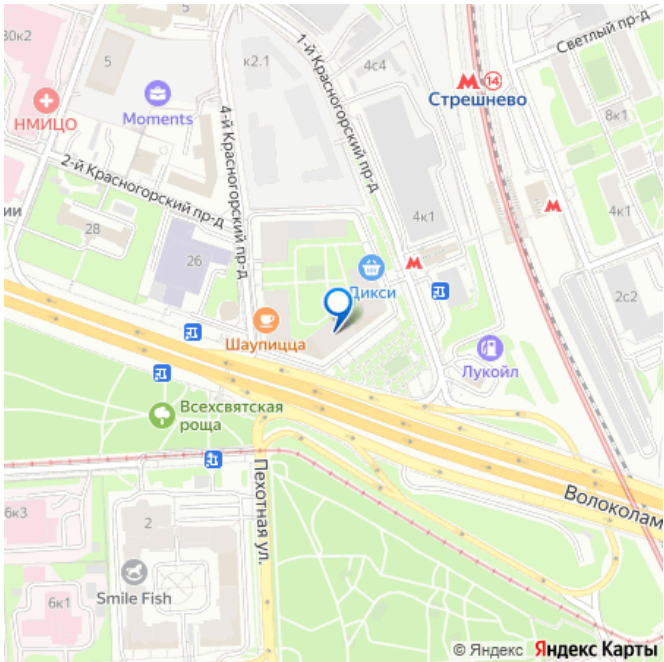 5
Светлый пр-д
30к2
5
к2.1
4с4
14
1-й Красногорский пр-д
Стрешнево
Moments
НМИЦО
8к1
4-й Красногорский пр-д
2-й Красногорский пр-д
4к1
4к1
ии
28
26
Дикси
2с2
Шаупицца
Лукойл
Всехсвятская
роща
Пехотная ул.
Волоколам
6к3
2
Smile Fish
6к1
© Яндекс Яндекс Карты